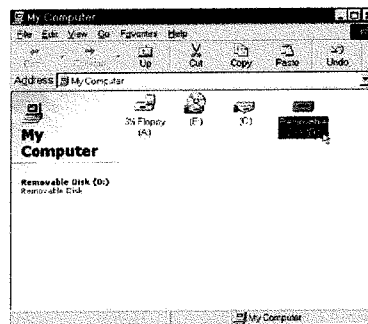 My Computer
File Edit View Go Favorites Help
Up Cut Copy Paste Undo
Address My Computer
3½ Floppy (A:) (E:) (C:)
My Computer
Removable Disk (D:)
Removable Disk
My Computer